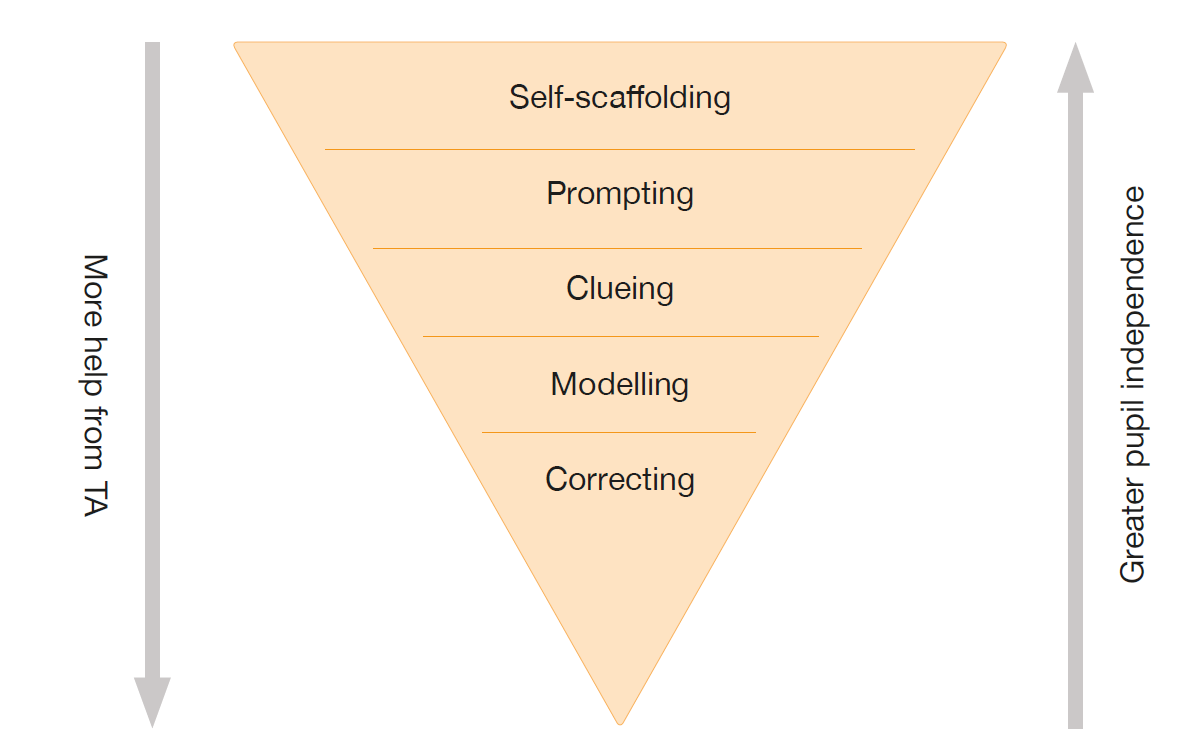 Self-scaffolding
Prompting
Clueing
Modelling
Correcting
More help from TA
Greater pupil independence